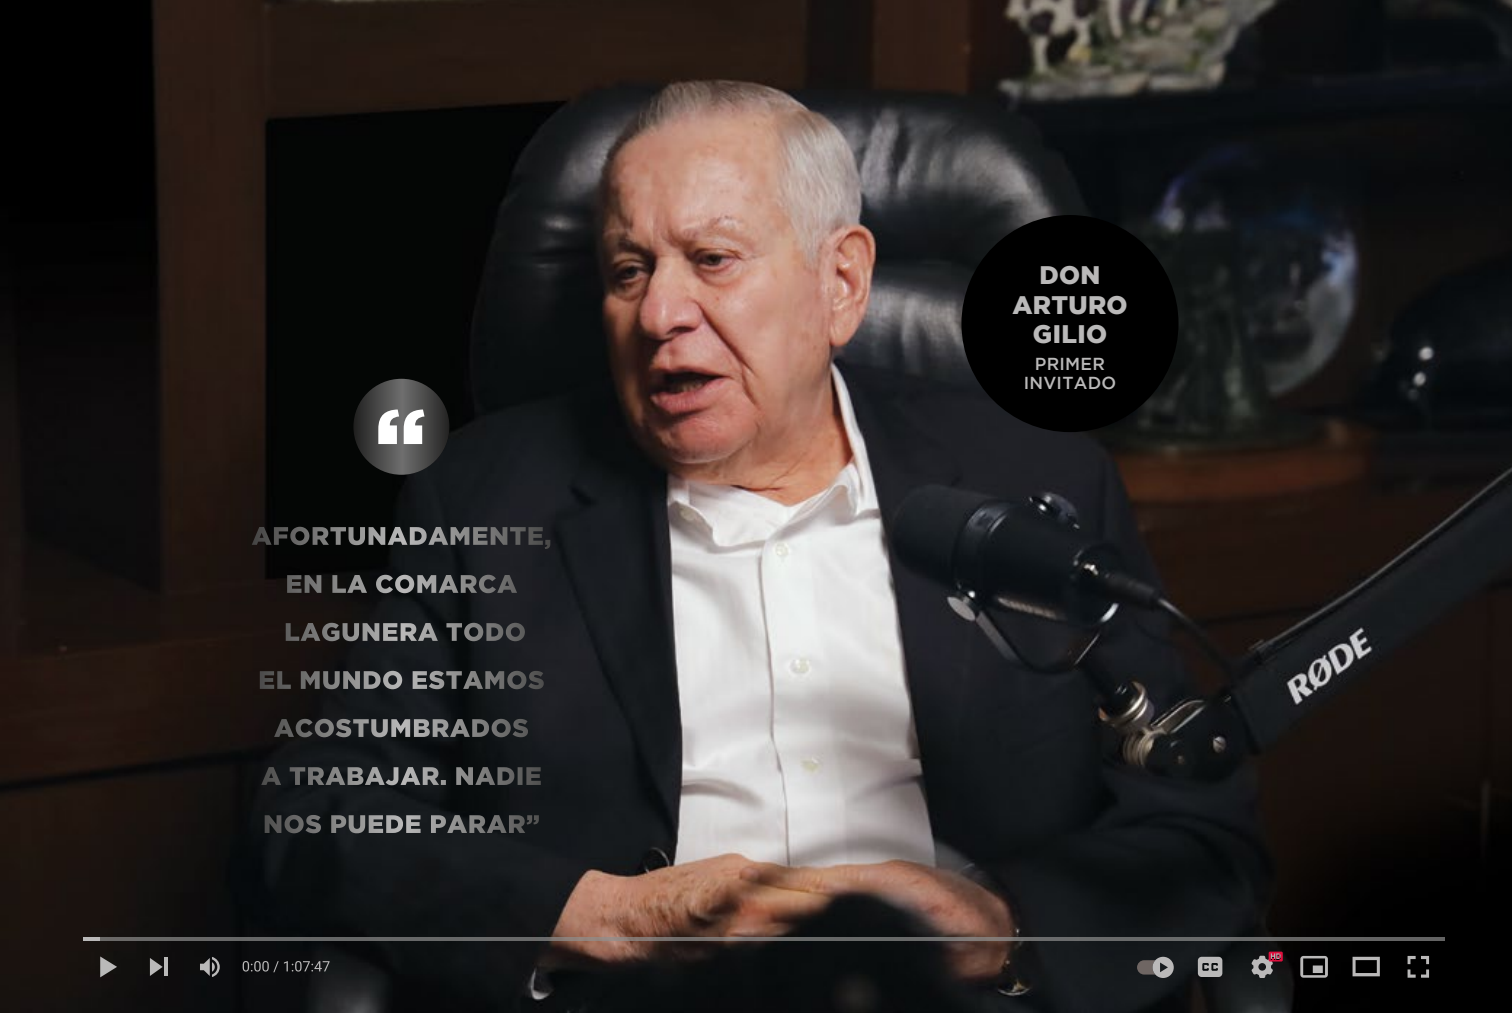 DON
ARTURO
GILIO
PRIMER
INVITADO
“
AFORTUNADAMENTE,
EN LA COMARCA
LAGUNERA TODO
EL MUNDO ESTAMOS
ACOSTUMBRADOS
A TRABAJAR. NADIE
NOS PUEDE PARAR”
RØDE
0:00 / 1:07:47
CC
HD